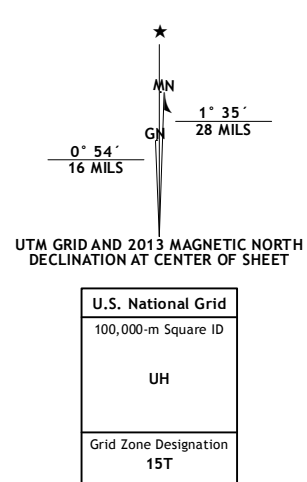 MN
1° 35´
28 MILS
GN
0° 54´
16 MILS
UTM GRID AND 2013 MAGNETIC NORTH
DECLINATION AT CENTER OF SHEET
U.S. National Grid
100,000-m Square ID
UH
Grid Zone Designation
15T